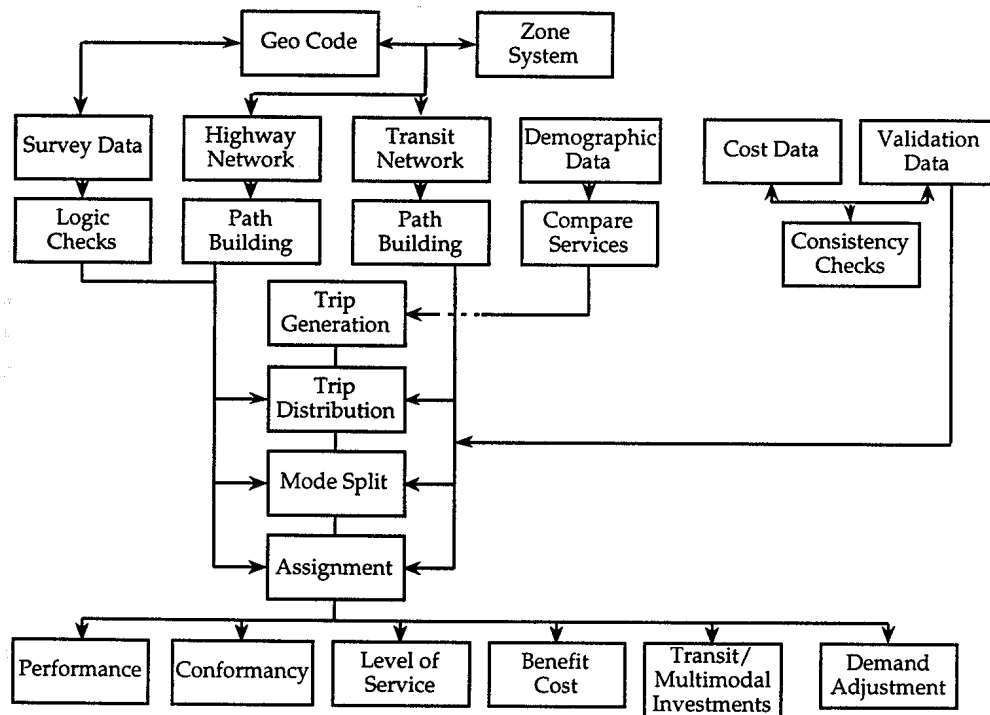 Geo Code
Zone
System
Survey Data
Highway
Network
Transit
Network
Demographic
Data
Cost Data
Validation
Data
Logic
Checks
Path
Building
Path
Building
Compare
Services
Consistency
Checks
Trip
Generation
Trip
Distribution
Mode Split
Assignment
Performance
Conformancy
Level of
Service
Benefit
Cost
Transit/
Multimodal
Investments
Demand
Adjustment